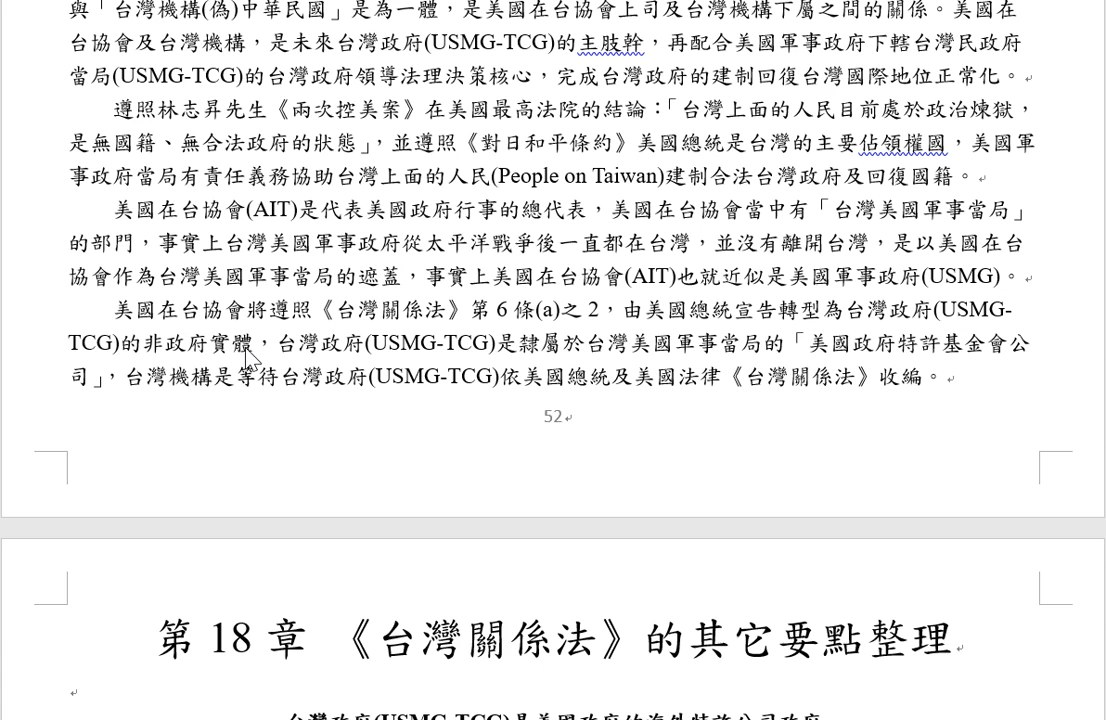 與「台灣機構(偽)中華民國」是為一體，是美國在台協會上司及台灣機構下屬之間的關係。美國在
台協會及台灣機構，是未來台灣政府(USMG-TCG)的主肢幹，再配合美國軍事政府下轄台灣民政府
當局(USMG-TCG)的台灣政府領導法理決策核心，完成台灣政府的建制回復台灣國際地位正常化。
遵照林志昇先生《兩次控美案》在美國最高法院的結論：「台灣上面的人民目前處於政治煉獄，
是無國籍、無合法政府的狀態」，並遵照《對日和平條約》美國總統是台灣的主要佔領權國，美國軍
事政府當局有責任義務協助台灣上面的人民(People on Taiwan)建制合法台灣政府及回復國籍。
美國在台協會(AIT)是代表美國政府行事的總代表，美國在台協會當中有「台灣美國軍事當局」
的部門，事實上台灣美國軍事政府從太平洋戰爭後一直都在台灣，並沒有離開台灣，是以美國在台
協會作為台灣美國軍事當局的遮蓋，事實上美國在台協會(AIT)也就近似是美國軍事政府(USMG)。
美國在台協會將遵照《台灣關係法》第 6 條(a)之 2，由美國總統宣告轉型為台灣政府(USMG-
TCG)的非政府實體，台灣政府(USMG-TCG)是隸屬於台灣美國軍事當局的「美國政府特許基金會公
司」，台灣機構是等待台灣政府(USMG-TCG)依美國總統及美國法律《台灣關係法》收編。
52
第 18 章 《台灣關係法》的其它要點整理
台灣政府(USMG-TCG)是美國政府的海外特許公司政府